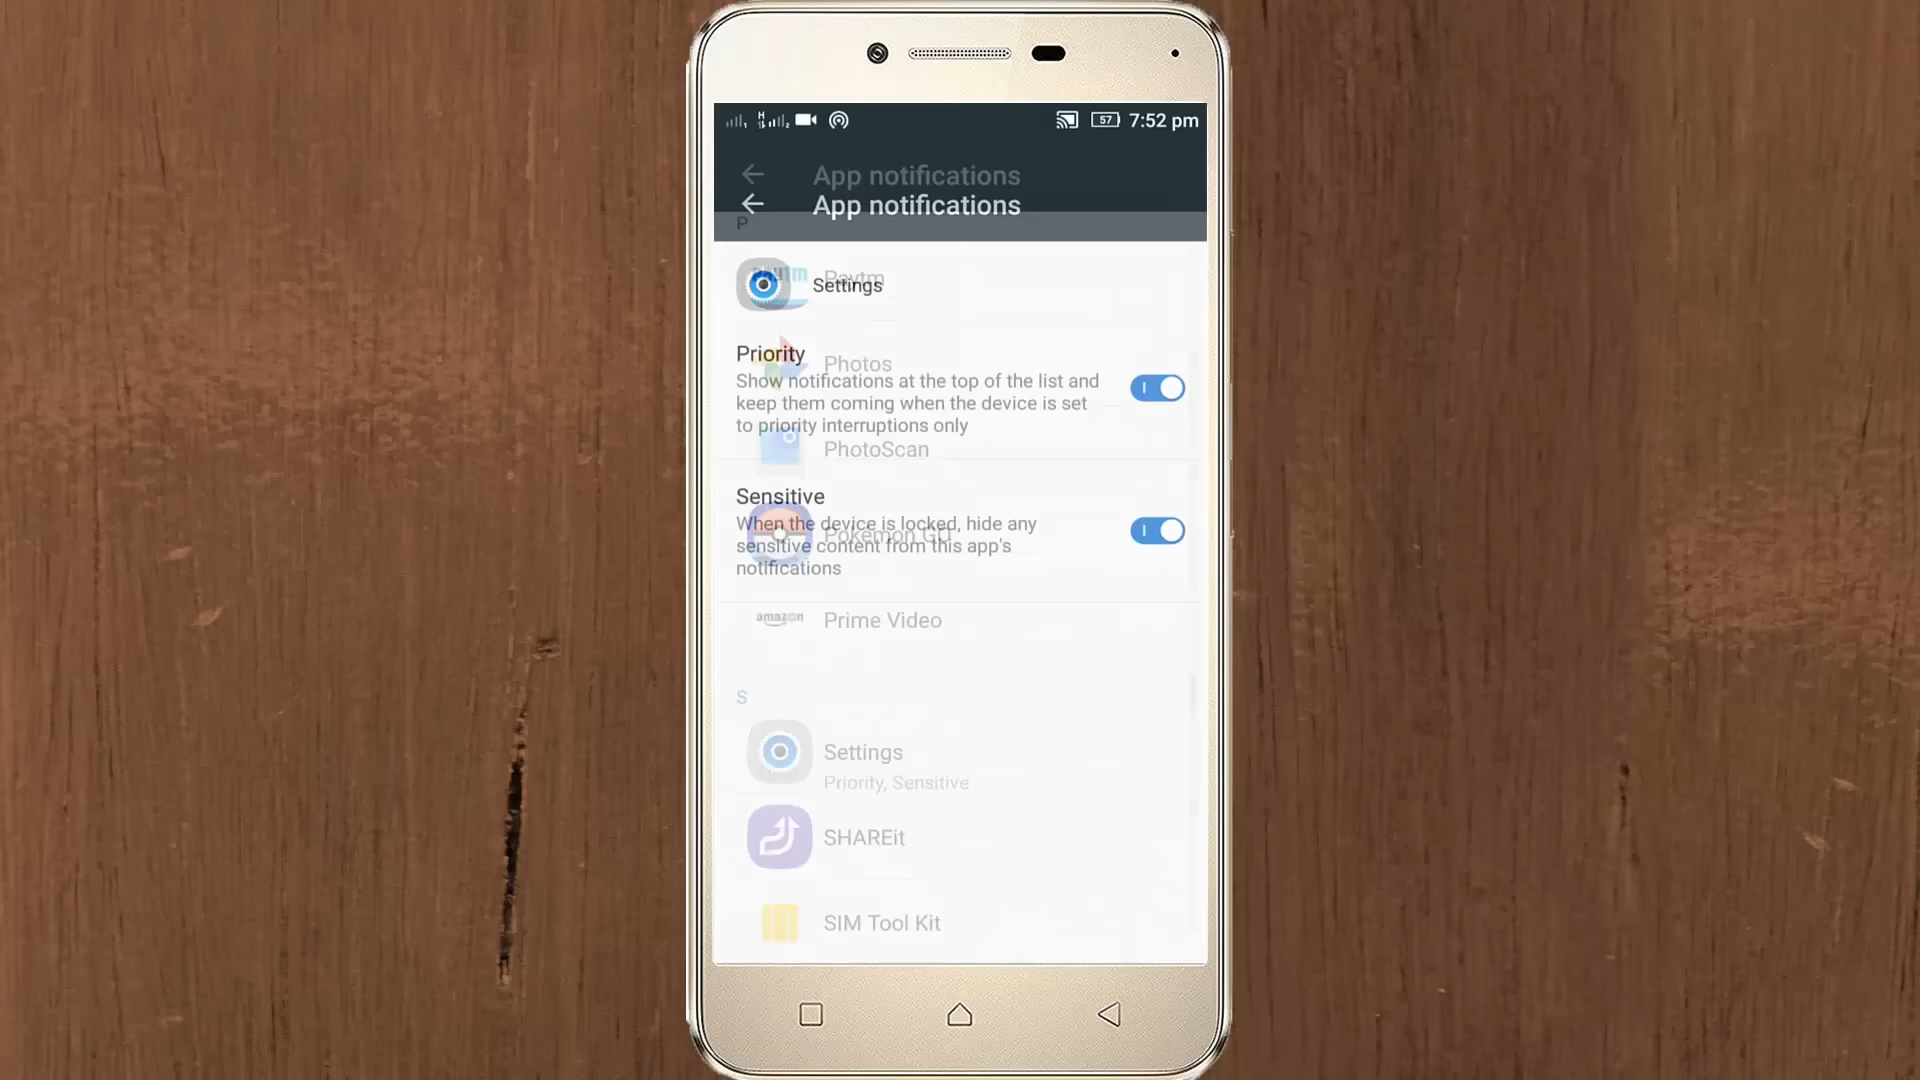 57 7:52 pm
App notifications
App notifications
P
Paytm
Settings
Priority
Photos
Show notifications at the top of the list and
keep them coming when the device is set
to priority interruptions only
PhotoScan
Sensitive
When the device is locked, hide any
Pokémon GO
sensitive content from this app's
notifications
amazon Prime Video
S
Settings
Priority, Sensitive
SHAREit
SIM Tool Kit